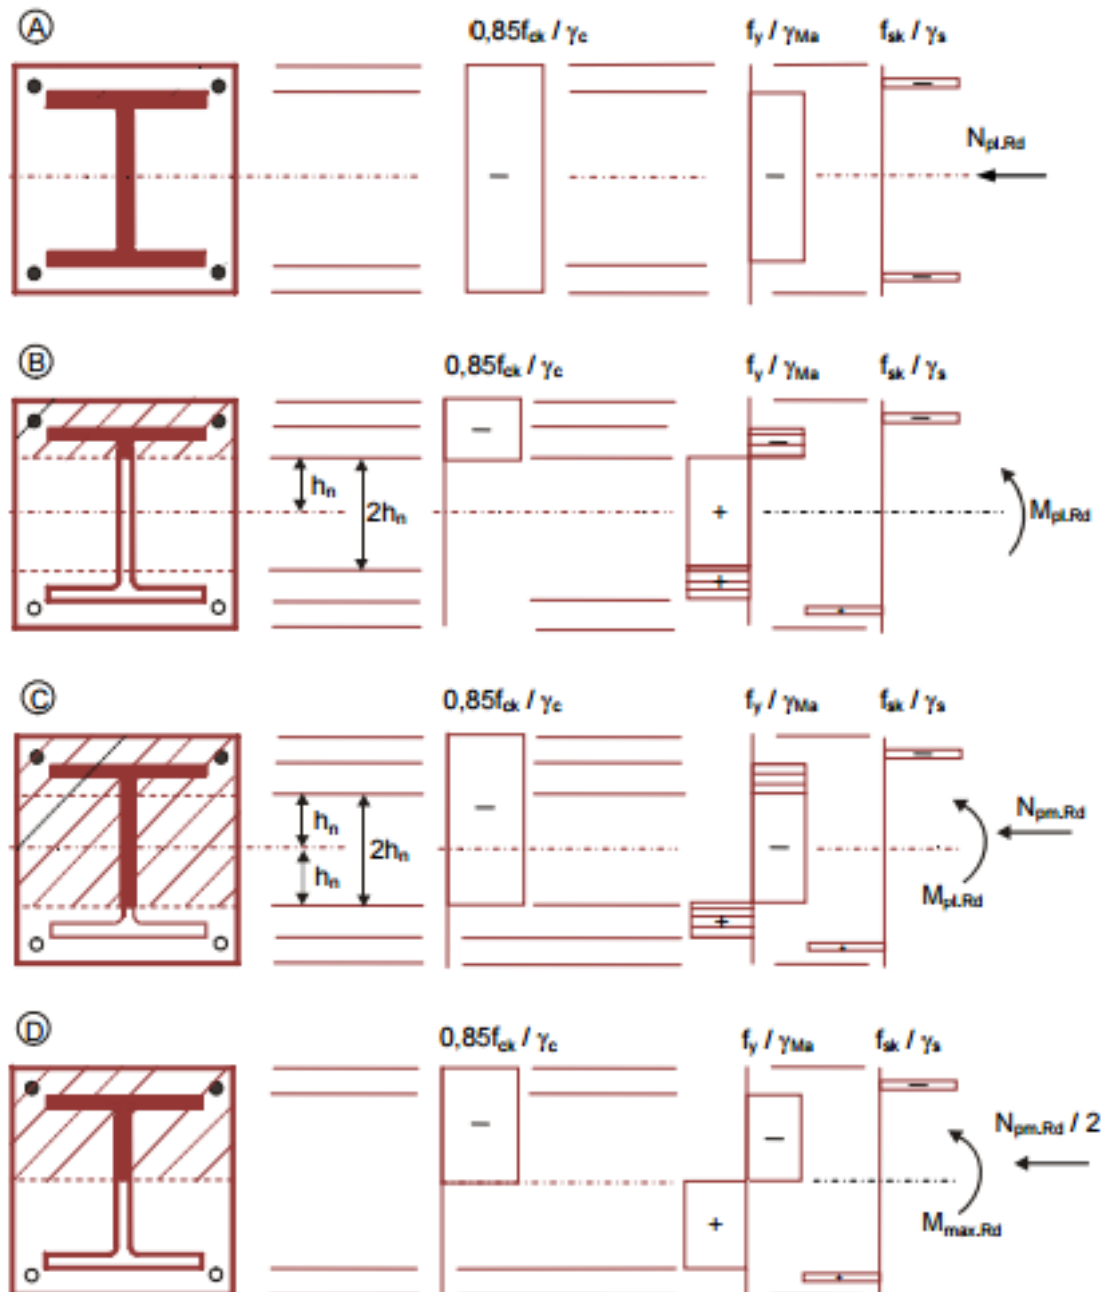 A
0,85fck / γc fy / γMa fsk / γs
− − −
Npl.Rd
−
B
0,85fck / γc fy / γMa fsk / γs
− − −
hn 2hn + Mpl.Rd
+
+
C
0,85fck / γc fy / γMa fsk / γs
−
hn − − Npm.Rd
hn 2hn Mpl.Rd
+
+
D
0,85fck / γc fy / γMa fsk / γs
−
− − Npm.Rd / 2
+ Mmax.Rd
+